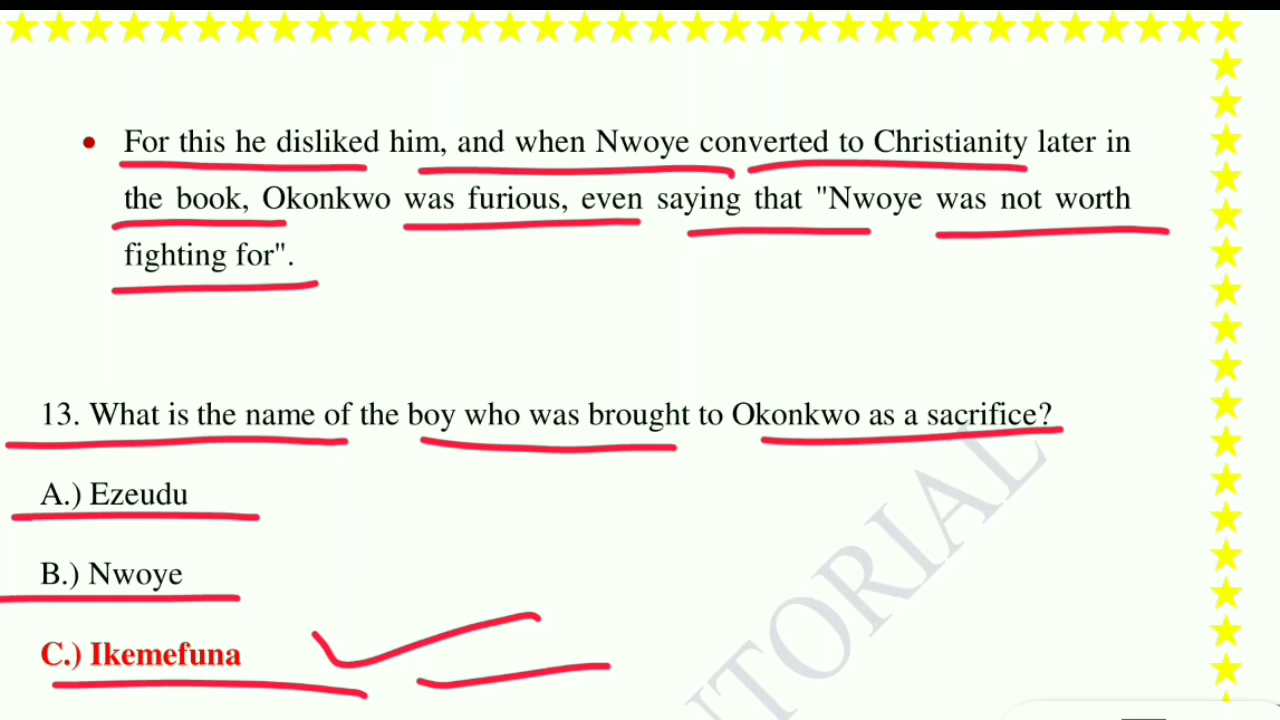 For this he disliked him, and when Nwoye converted to Christianity later in
the book, Okonkwo was furious, even saying that "Nwoye was not worth
fighting for".
13. What is the name of the boy who was brought to Okonkwo as a sacrifice?
A.) Ezeudu
B.) Nwoye
C.) Ikemefuna
UTORIAL